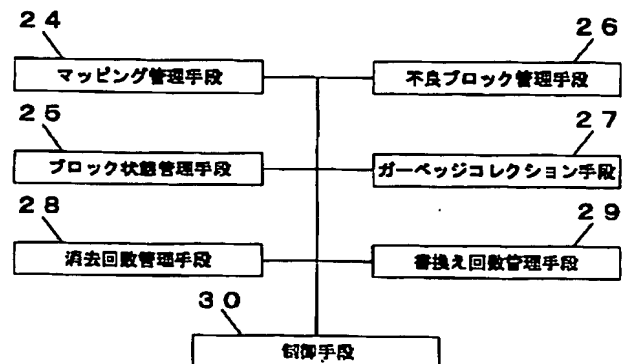 24
26
マッピング管理手段
不良ブロック管理手段
25
27
ブロック状態管理手段
ガーベッジコレクション手段
28
29
消去回数管理手段
書換え回数管理手段
30
制御手段